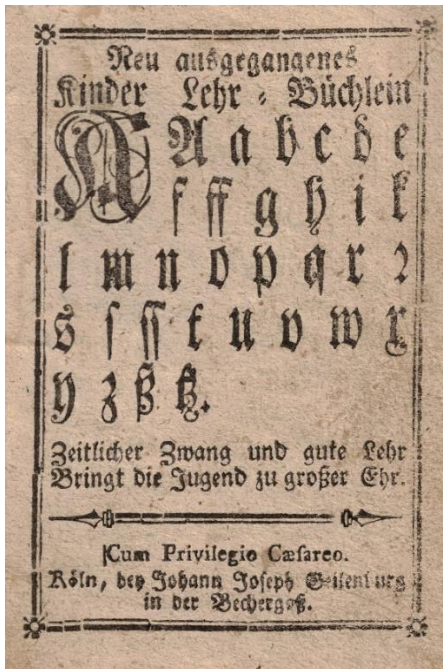 Neu ausgegangenes
Kinder Lehr ⸗ Büchlein
A A a b c d e
f ff g h i k
l m n o p q r ꝛ
s ſ ſſ t u v w x
y z ß tz.
Zeitlicher Zwang und gute Lehr
Bringt die Jugend zu großer Ehr.
Cum Privilegio Cæſareo.
Köln, bey Johann Joſeph Geilenburg
in der Bechergaß.